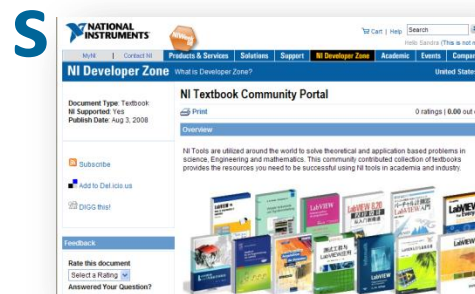 S
NATIONAL
INSTRUMENTS
Cart | Help Search
Hello Sandra (This is not m
MyNI | Contact NI Products & Services Solutions Support NI Developer Zone Academic Events Compan
NI Developer Zone What is Developer Zone? United State
Document Type: Textbook
NI Supported: Yes
Publish Date: Aug 3, 2008
NI Textbook Community Portal
Print 0 ratings | 0.00 out
Overview
NI Tools are utilized around the world to solve theoretical and application based problems in
science, Engineering and mathematics. This community contributed collection of textbooks
provides the resources you need to be successful using NI tools in academia and industry.
Subscribe
Add to Del.icio.us
DIGG this!
LabVIEW
LabVIEW 8.20
LabVIEW
Feedback
Rate this document
Select a Rating
Answered Your Question?